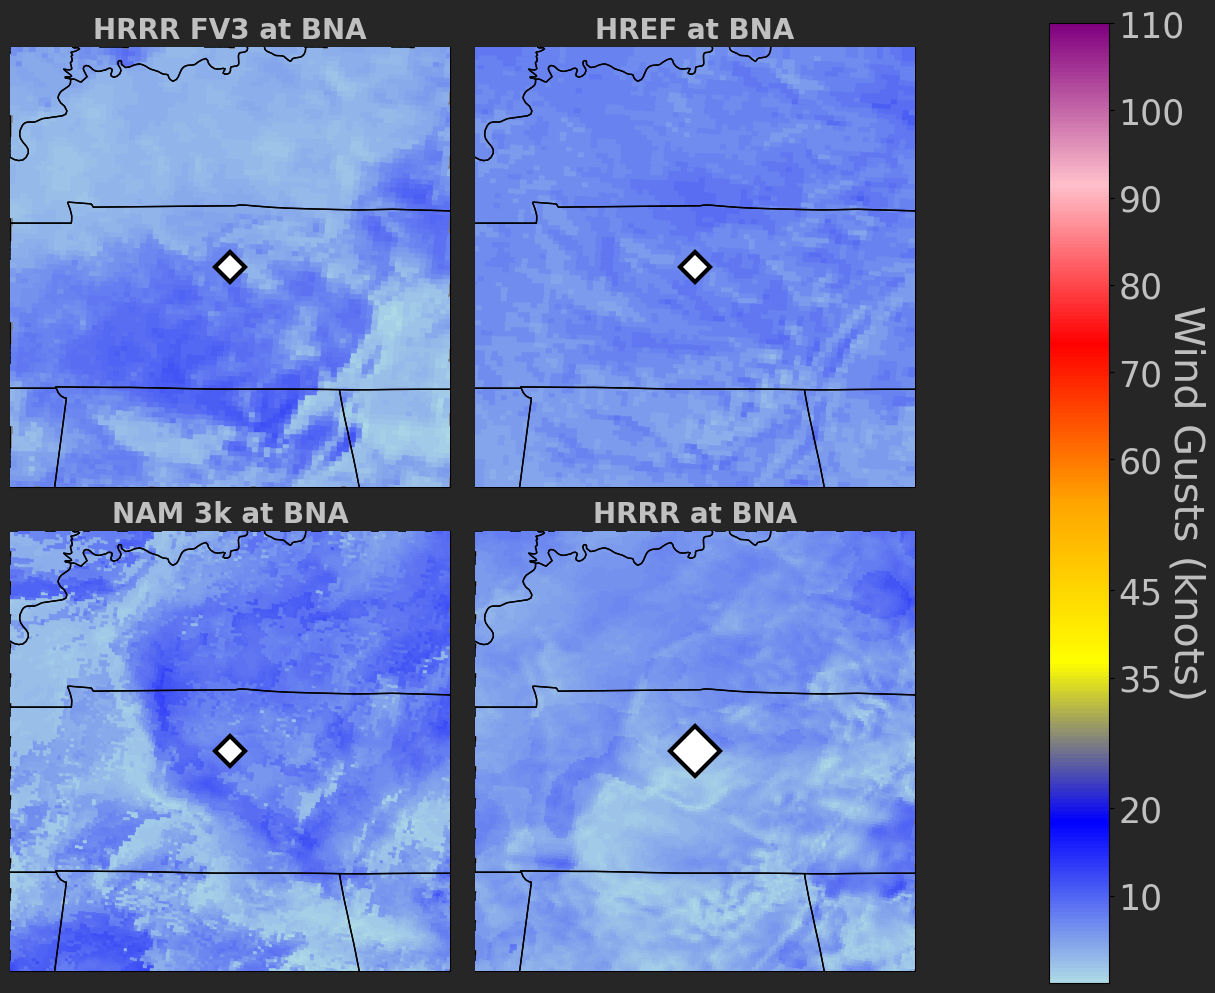 HRRR FV3 at BNA
HREF at BNA
NAM 3k at BNA
HRRR at BNA
110
100
90
80
70
60
45
35
20
10
Wind Gusts (knots)